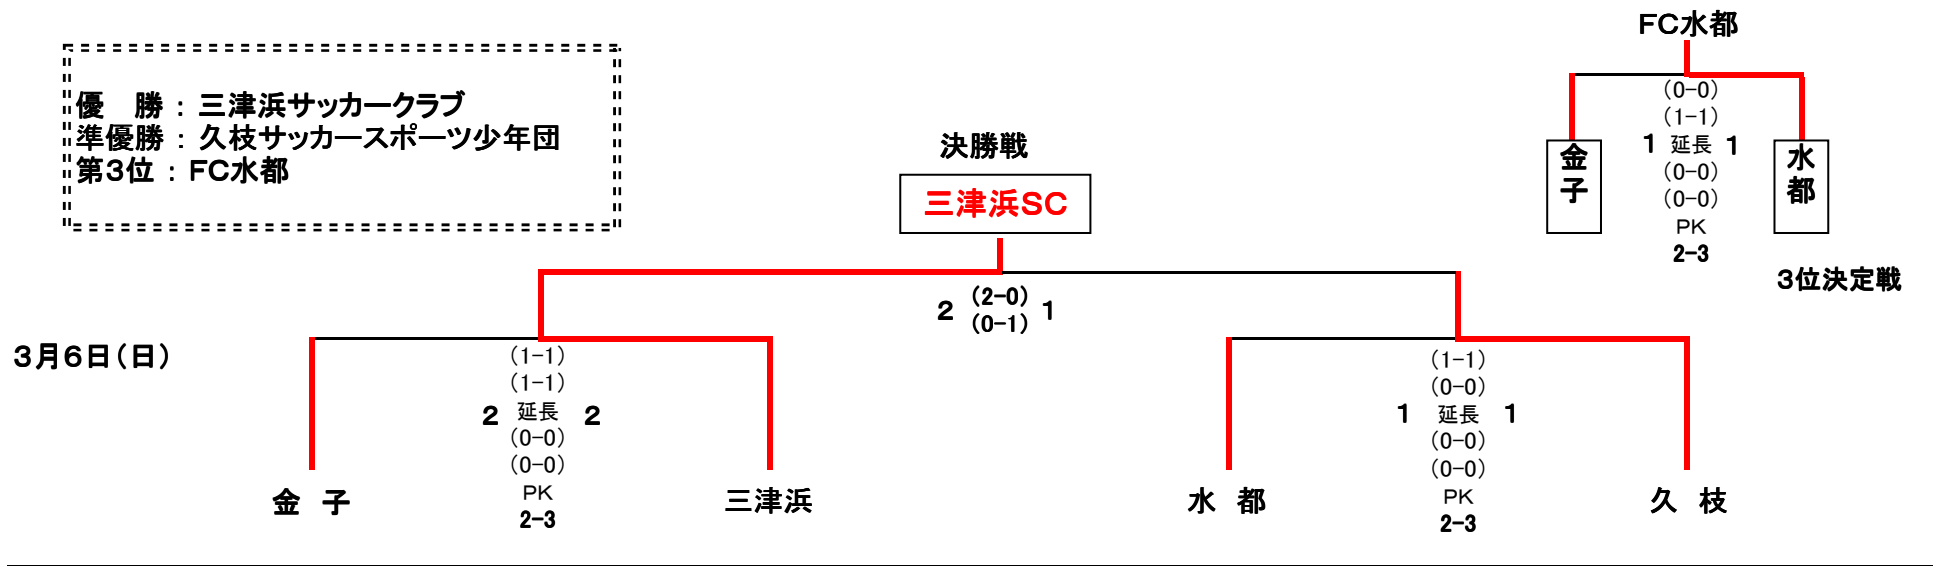 優　勝 ： 三津浜サッカークラブ
準優勝 ： 久枝サッカースポーツ少年団
第３位 ： ＦＣ水都
決勝戦
三津浜ＳＣ
2 （2−0） 1
（0−1）
ＦＣ水都
（0−0）
（1−1）
1 延長 1
（0−0）
（0−0）
PK
2−3
金子
水都
３位決定戦
３月６日（日）
（1−1）
（1−1）
2 延長 2
（0−0）
（0−0）
PK
2−3
金　子
三津浜
（1−1）
（0−0）
1 延長 1
（0−0）
（0−0）
PK
2−3
水　都
久　枝